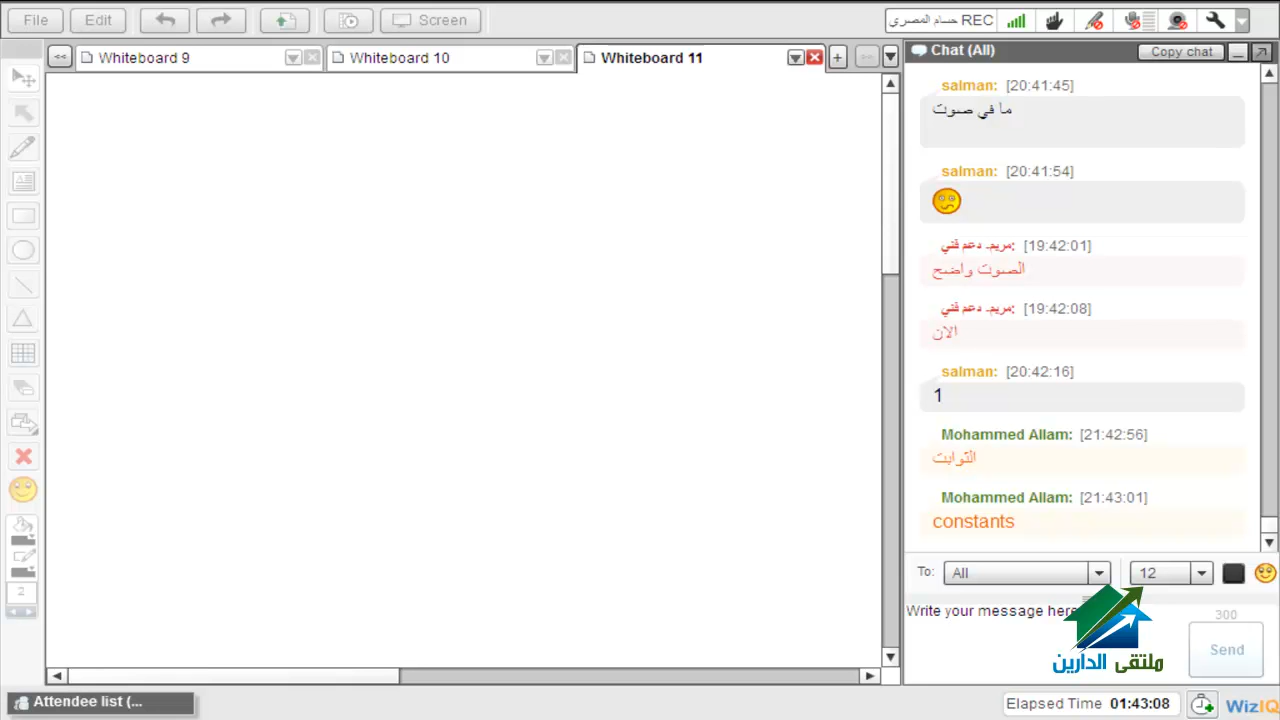 File
Edit
Screen
حسام المصري REC
<<
Whiteboard 9
Whiteboard 10
Whiteboard 11
+
Chat (All)
Copy chat
salman: [20:41:45]
ما في صوت
salman: [20:41:54]
مريم. دعم فني: [19:42:01]
الصوت واضح
مريم. دعم فني: [19:42:08]
الان
salman: [20:42:16]
1
Mohammed Allam: [21:42:56]
الثوابت
Mohammed Allam: [21:43:01]
constants
To:
All
12
Write your message here
300
Send
ملتقى الدارين
2
Attendee list (...
Elapsed Time 01:43:08
WizIQ